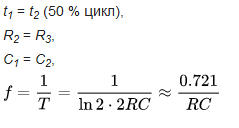 t₁ = t₂ (50 % цикл),
R₂ = R₃,
C₁ = C₂,
f = 1/T = 1/(ln 2 · 2RC) ≈ 0.721/RC